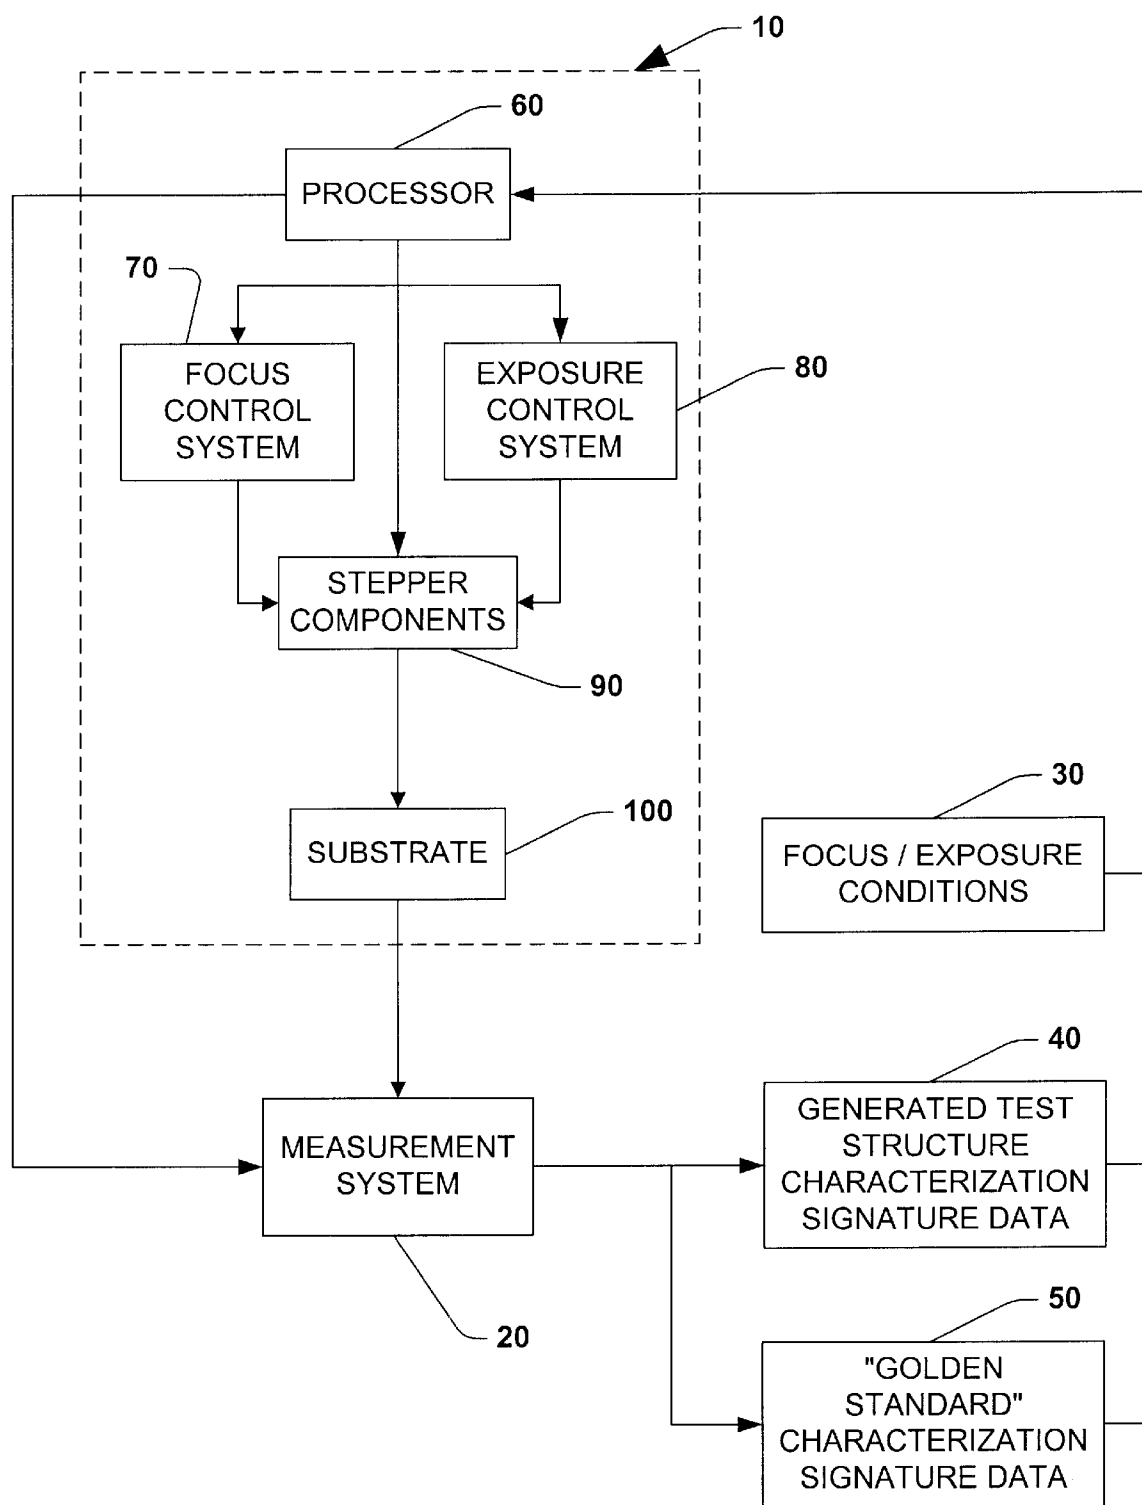 10
60
PROCESSOR
70
FOCUS
CONTROL
SYSTEM
EXPOSURE
CONTROL
SYSTEM
80
STEPPER
COMPONENTS
90
100
SUBSTRATE
30
FOCUS / EXPOSURE
CONDITIONS
40
MEASUREMENT
SYSTEM
20
GENERATED TEST
STRUCTURE
CHARACTERIZATION
SIGNATURE DATA
50
"GOLDEN
STANDARD"
CHARACTERIZATION
SIGNATURE DATA